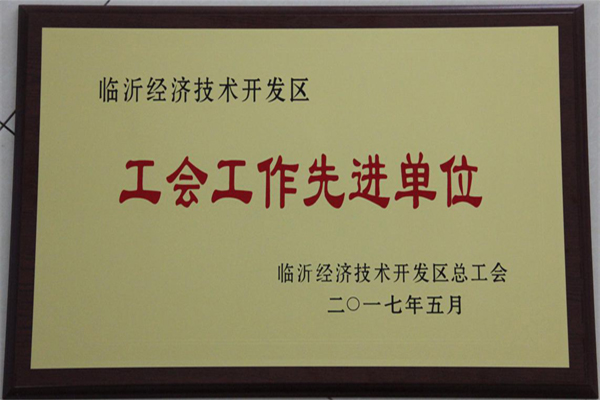 临沂经济技术开发区
工会工作先进单位
临沂经济技术开发区总工会
二〇一七年五月